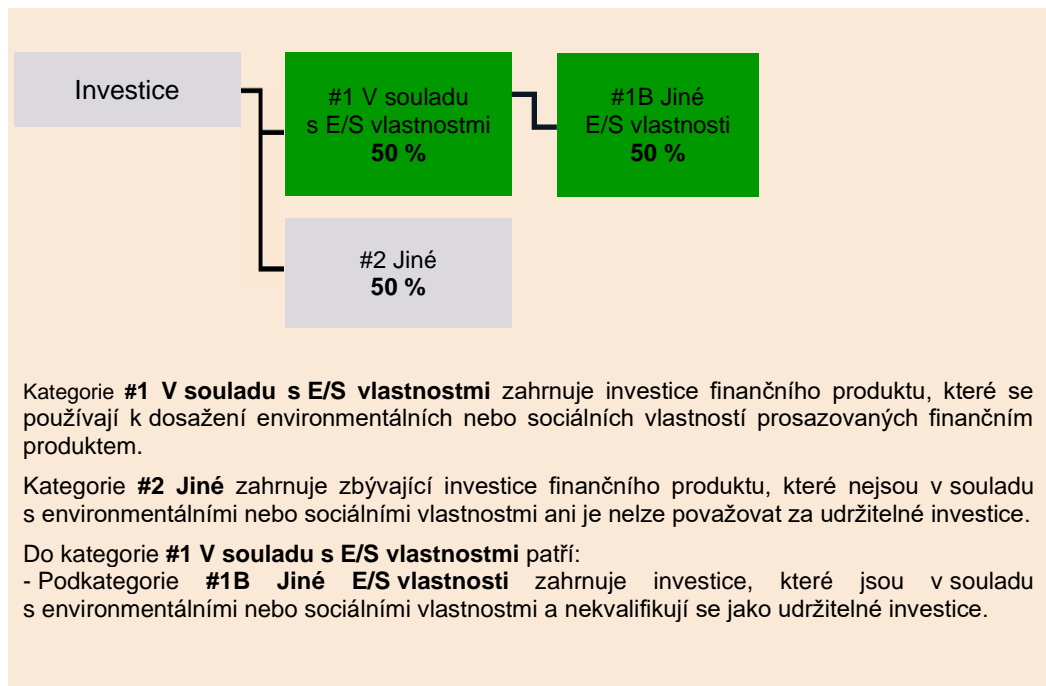 Investice
#1 V souladu
s E/S vlastnostmi
50 %
#1B Jiné
E/S vlastnosti
50 %
#2 Jiné
50 %
Kategorie #1 V souladu s E/S vlastnostmi zahrnuje investice finančního produktu, které se
používají k dosažení environmentálních nebo sociálních vlastností prosazovaných finančním
produktem.
Kategorie #2 Jiné zahrnuje zbývající investice finančního produktu, které nejsou v souladu
s environmentálními nebo sociálními vlastnostmi ani je nelze považovat za udržitelné investice.
Do kategorie #1 V souladu s E/S vlastnostmi patří:
- Podkategorie #1B Jiné E/S vlastnosti zahrnuje investice, které jsou v souladu
s environmentálními nebo sociálními vlastnostmi a nekvalifikují se jako udržitelné investice.